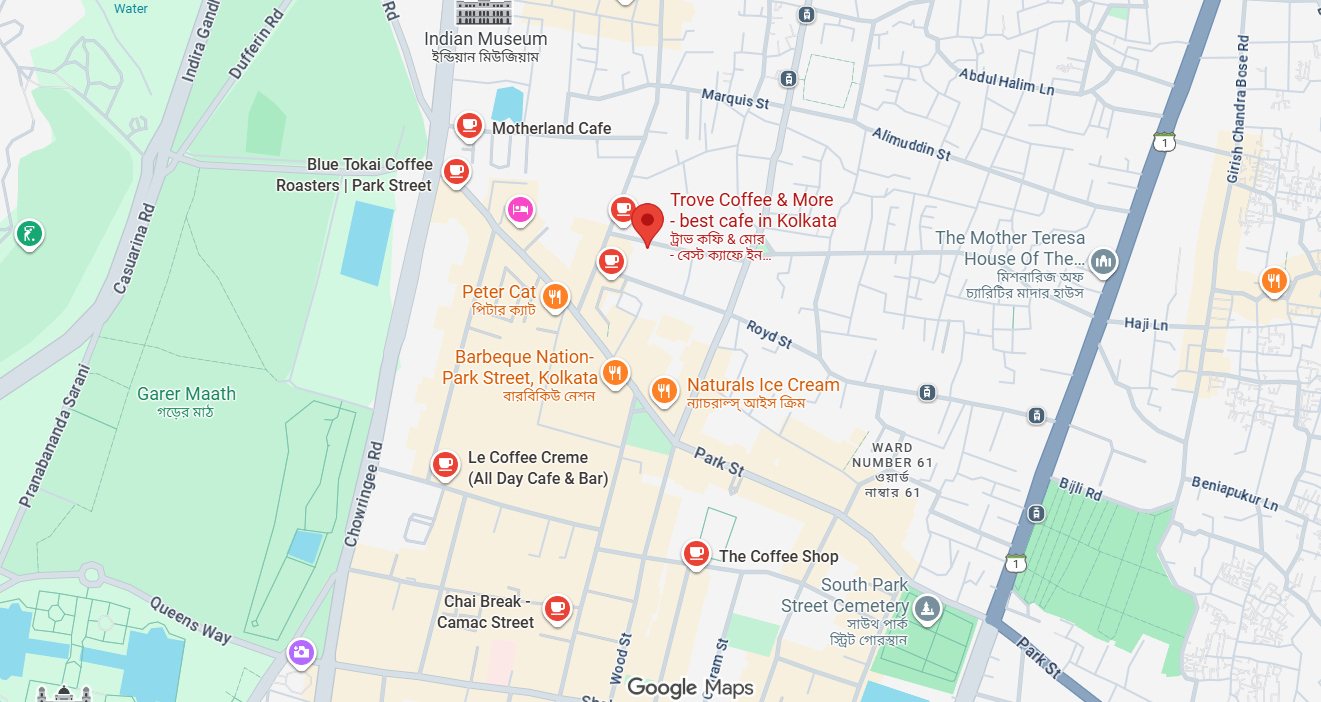 Water
Indira Gandh
Dufferin Rd
Rd
Indian Museum
ইন্ডিয়ান মিউজিয়াম
Abdul Halim Ln
Girish Chandra Bose Rd
Marquis St
Motherland Cafe
Alimuddin St
1
Blue Tokai Coffee
Roasters | Park Street
Trove Coffee & More
- best cafe in Kolkata
ট্রাভ কফি & মোর
- বেস্ট ক্যাফে ইন...
Casuarina Rd
The Mother Teresa
House Of The...
মিশনারিজ অফ
চ্যারিটির মাদার হাউস
Peter Cat
পিটার ক্যাট
Royd St
Haji Ln
Barbeque Nation-
Park Street, Kolkata
বারবিকিউ নেশন
Naturals Ice Cream
ন্যাচরাল্স্ আইস ক্রিম
Garer Maath
গড়ের মাঠ
Pranabananda Sarani
Chowringee Rd
Le Coffee Creme
(All Day Cafe & Bar)
Park St
WARD
NUMBER 61
ওয়ার্ড
নাম্বার 61
Bijli Rd
Beniapukur Ln
The Coffee Shop
1
South Park
Street Cemetery
সাউথ পার্ক
স্ট্রিট গোরস্থান
Chai Break -
Camac Street
Queens Way
Wood St
ram St
Park St
Google Maps